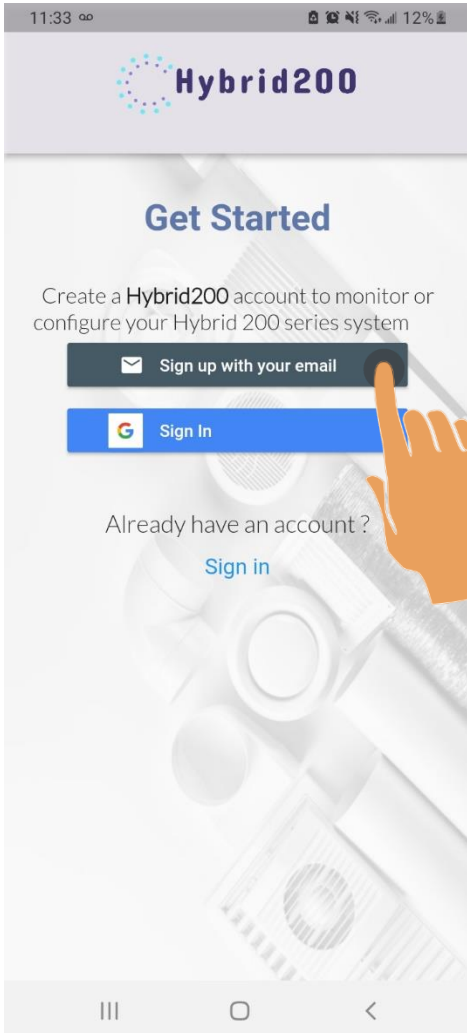 11:33
12%
Hybrid200
Get Started
Create a Hybrid200 account to monitor or
configure your Hybrid 200 series system
Sign up with your email
G Sign In
Already have an account ?
Sign in